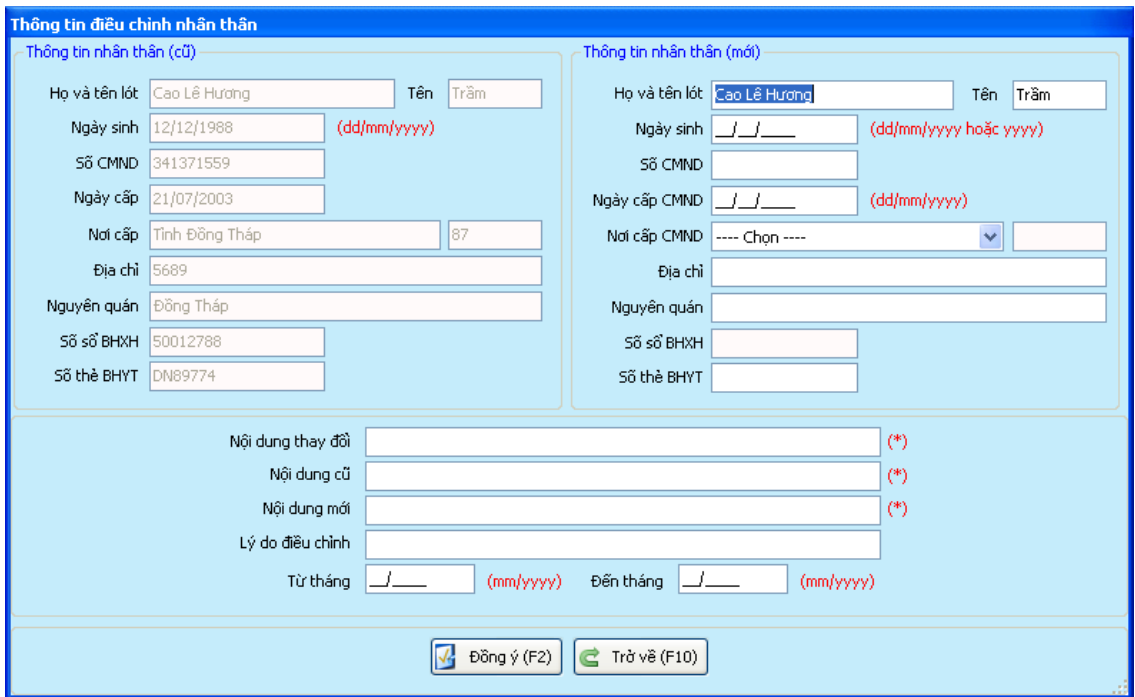 Thông tin điều chỉnh nhân thân
Thông tin nhân thân (cũ)
Họ và tên lót Cao Lê Hương Tên Trầm
Ngày sinh 12/12/1988 (dd/mm/yyyy)
Số CMND 341371559
Ngày cấp 21/07/2003
Nơi cấp Tỉnh Đồng Tháp 87
Địa chỉ 5689
Nguyên quán Đồng Tháp
Số sổ BHXH 50012788
Số thẻ BHYT DN89774
Thông tin nhân thân (mới)
Họ và tên lót Cao Lê Hương Tên Trầm
Ngày sinh __/__/____ (dd/mm/yyyy hoặc yyyy)
Số CMND
Ngày cấp CMND __/__/____ (dd/mm/yyyy)
Nơi cấp CMND ---- Chọn ----
Địa chỉ
Nguyên quán
Số sổ BHXH
Số thẻ BHYT
Nội dung thay đổi (*)
Nội dung cũ (*)
Nội dung mới (*)
Lý do điều chỉnh
Từ tháng __/____ (mm/yyyy) Đến tháng __/____ (mm/yyyy)
Đồng ý (F2) Trở về (F10)